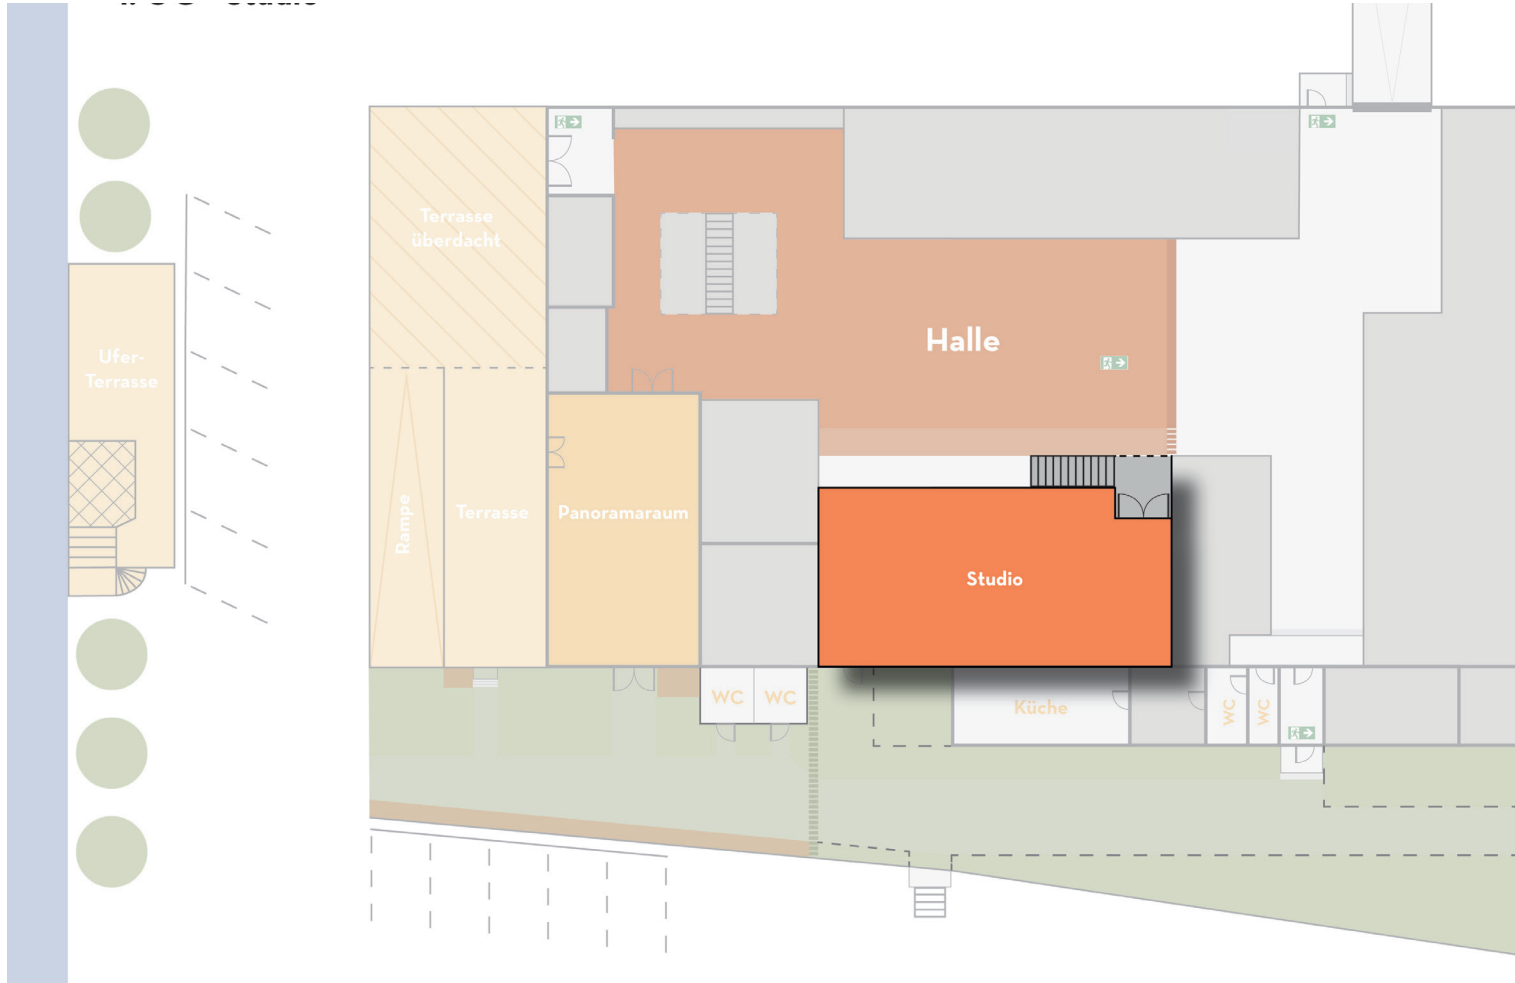 Terrasse
überdacht
Halle
Ufer-
Terrasse
Rampe
Terrasse
Panoramaraum
Studio
WC
WC
Küche
WC
WC